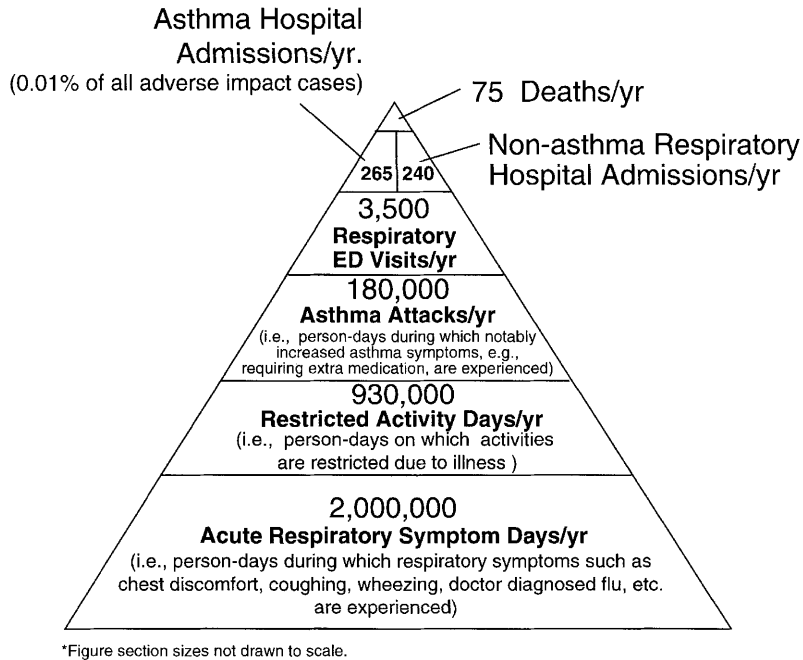 Asthma Hospital
Admissions/yr.
(0.01% of all adverse impact cases)
75 Deaths/yr
Non-asthma Respiratory
Hospital Admissions/yr
265 240
3,500
Respiratory
ED Visits/yr
180,000
Asthma Attacks/yr
(i.e., person-days during which notably
increased asthma symptoms, e.g.,
requiring extra medication, are experienced)
930,000
Restricted Activity Days/yr
(i.e., person-days on which activities
are restricted due to illness )
2,000,000
Acute Respiratory Symptom Days/yr
(i.e., person-days during which respiratory symptoms such as
chest discomfort, coughing, wheezing, doctor diagnosed flu, etc.
are experienced)
*Figure section sizes not drawn to scale.